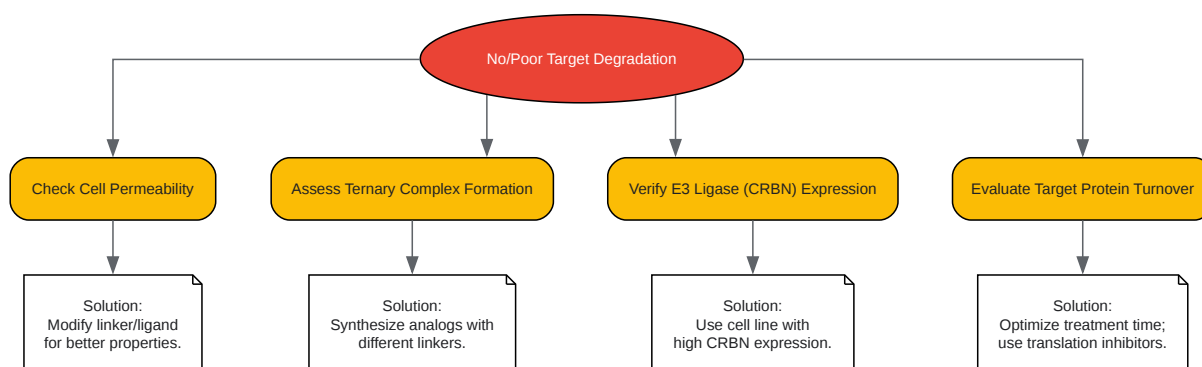 No/Poor Target Degradation
Check Cell Permeability
Assess Ternary Complex Formation
Verify E3 Ligase (CRBN) Expression
Evaluate Target Protein Turnover
Solution:
Modify linker/ligand
for better properties.
Solution:
Synthesize analogs with
different linkers.
Solution:
Use cell line with
high CRBN expression.
Solution:
Optimize treatment time;
use translation inhibitors.